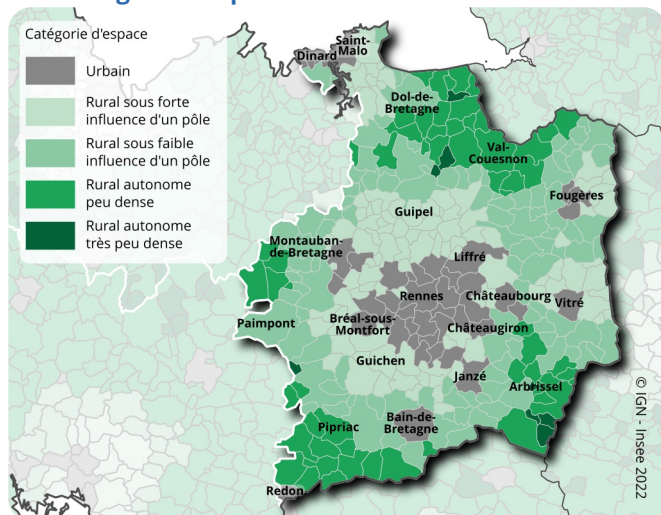 Catégorie d'espace
Urbain
Rural sous forte
influence d'un pôle
Rural sous faible
influence d'un pôle
Rural autonome
peu dense
Rural autonome
très peu dense
Saint-
Malo
Dinard
Dol-de-
Bretagne
Val-
Couesnon
Fougères
Guipel
Montauban-
de-Bretagne
Liffré
Rennes
Châteaubourg
Vitré
Paimpont
Bréal-sous-
Montfort
Châteaugiron
Guichen
Janzé
Arbrissel
Bain-de-
Bretagne
Pipriac
Redon
© IGN - Insee 2022